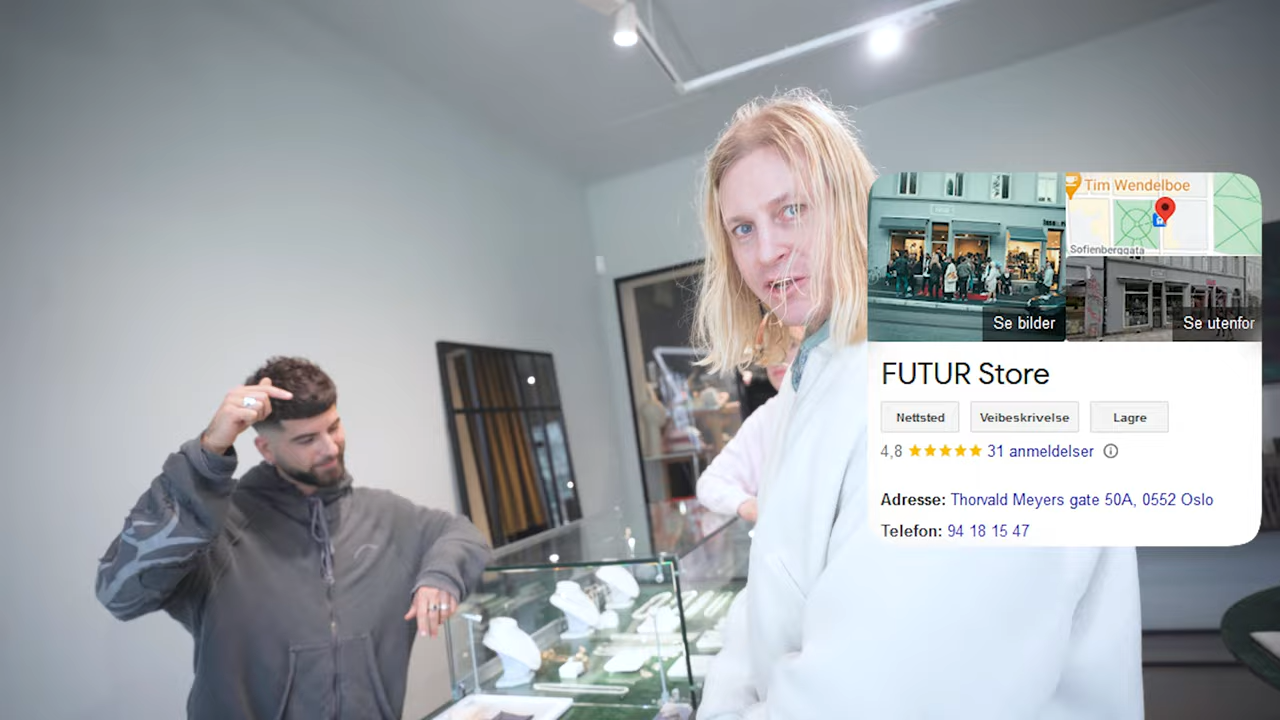 Tim Wendelboe
Sofienberggata
Se bilder
Se utenfor
FUTUR Store
Nettsted
Veibeskrivelse
Lagre
4,8 31 anmeldelser
Adresse: Thorvald Meyers gate 50A, 0552 Oslo
Telefon: 94 18 15 47